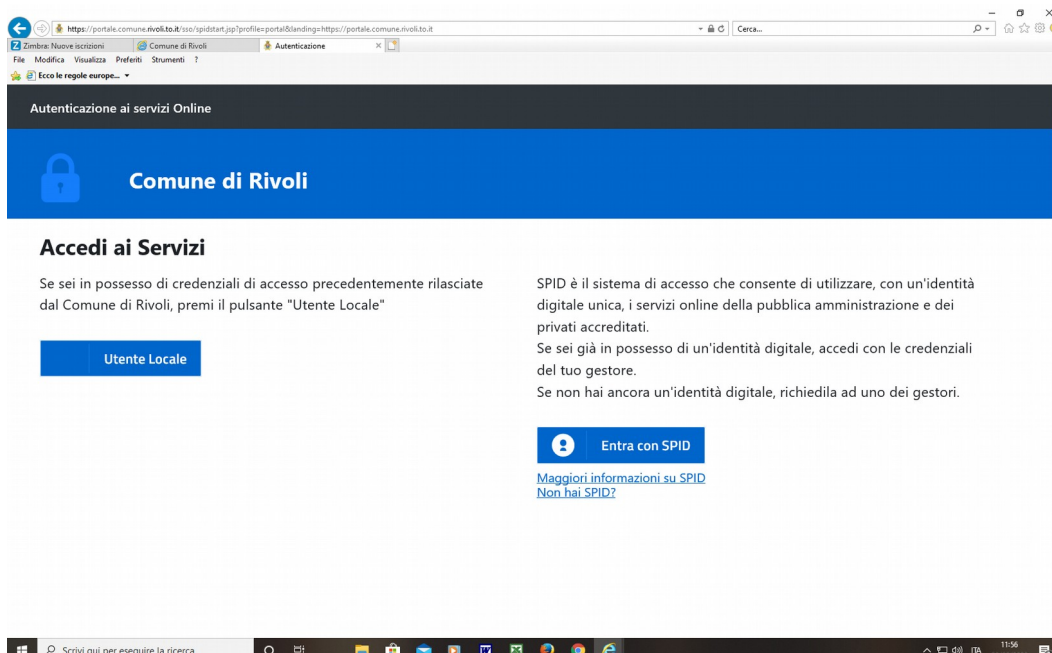 https://portale.comune.rivoli.to.it/sso/spidstart.jsp?profile=portal&landing=https://portale.comune.rivoli.to.it
Cerca...
Zimbra: Nuove iscrizioni
Comune di Rivoli
Autenticazione
File Modifica Visualizza Preferiti Strumenti ?
Ecco le regole europe...
Autenticazione ai servizi Online
Comune di Rivoli
Accedi ai Servizi
Se sei in possesso di credenziali di accesso precedentemente rilasciate
dal Comune di Rivoli, premi il pulsante "Utente Locale"
Utente Locale
SPID è il sistema di accesso che consente di utilizzare, con un'identità
digitale unica, i servizi online della pubblica amministrazione e dei
privati accreditati.
Se sei già in possesso di un'identità digitale, accedi con le credenziali
del tuo gestore.
Se non hai ancora un'identità digitale, richiedila ad uno dei gestori.
Entra con SPID
Maggiori informazioni su SPID
Non hai SPID?
Scrivi qui per eseguire la ricerca
ITA
11:56